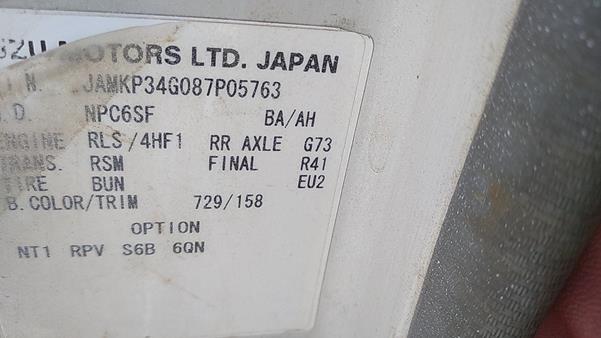 MOTORS LTD. JAPAN
N. JAMKP34G087P05763
.D. NPC6SF BA/AH
ENGINE RLS/4HF1 RR AXLE G73
TRANS. RSM FINAL R41
TIRE BUN EU2
B.COLOR/TRIM 729/158
OPTION
NT1 RPV S6B 6QN